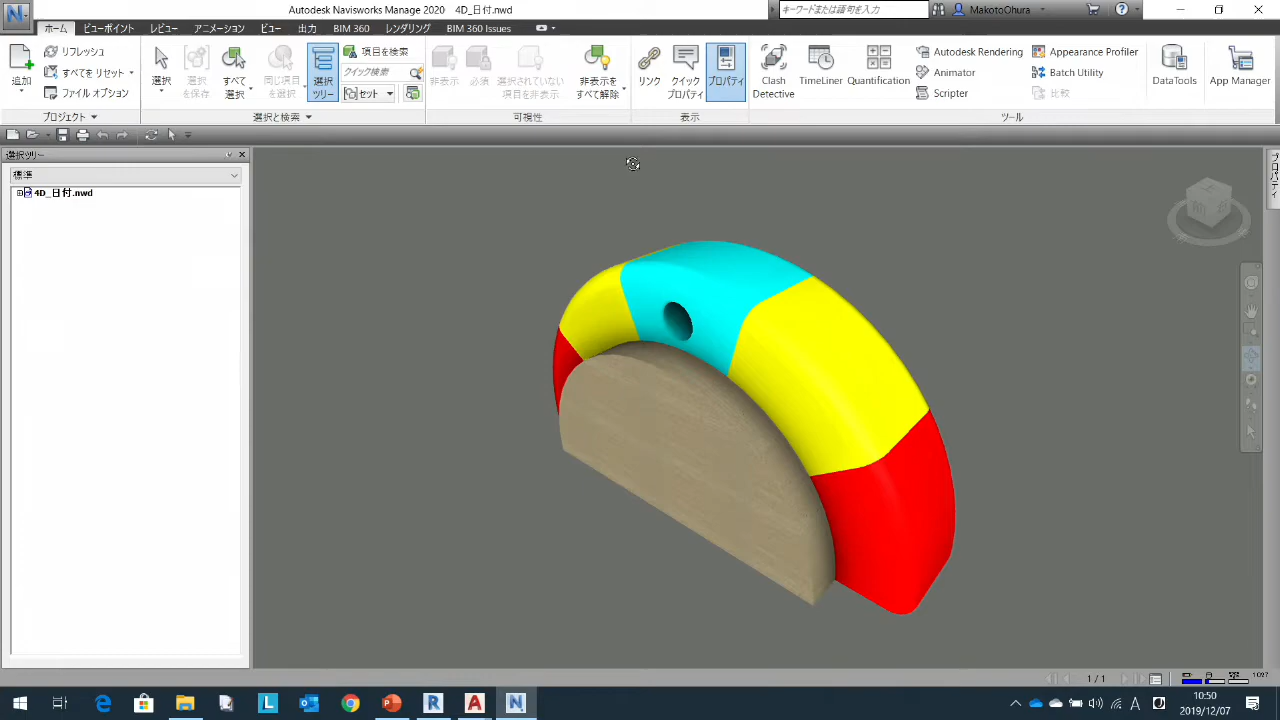 Autodesk Navisworks Manage 2020 4D_日付.nwd
キーワードまたは語句を入力
MakotoOhura
ホーム ビューポイント レビュー アニメーション ビュー 出力 レンダリング BIM 360 BIM 360 Issues
追加
リフレッシュ
すべてをリセット
ファイル オプション
プロジェクト
選択
選択を保存
すべて選択
同じ項目を選択
選択ツリー
項目を検索
クイック検索
セット
選択と検索
非表示
必須
選択されていない項目を非表示
非表示をすべて解除
可視性
リンク
クイックプロパティ
プロパティ
表示
Clash Detective
TimeLiner
Quantification
Autodesk Rendering
Animator
Scripter
Appearance Profiler
Batch Utility
比較
DataTools
App Manager
ツール
選択ツリー
標準
4D_日付.nwd
プロパティ
1 / 1
10:50
2019/12/07